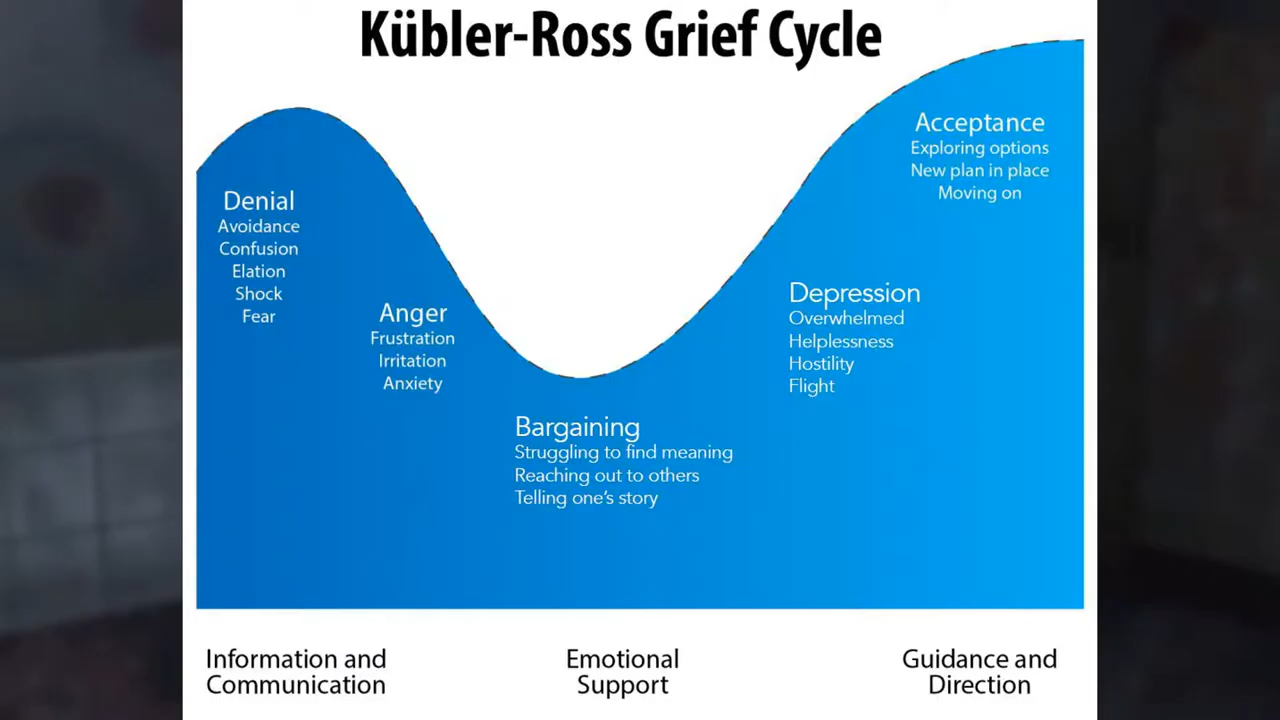 Kübler-Ross Grief Cycle
Denial
Avoidance
Confusion
Elation
Shock
Fear
Anger
Frustration
Irritation
Anxiety
Bargaining
Struggling to find meaning
Reaching out to others
Telling one’s story
Depression
Overwhelmed
Helplessness
Hostility
Flight
Acceptance
Exploring options
New plan in place
Moving on
Information and
Communication
Emotional
Support
Guidance and
Direction